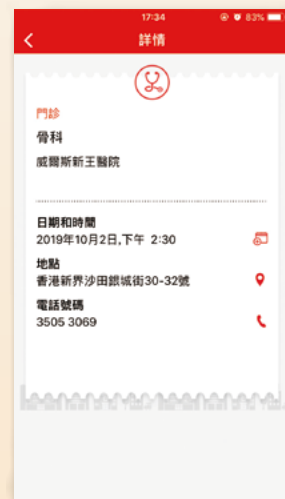 17:34 83%
詳情
門診
骨科
威爾斯新王醫院
日期和時間
2019年10月2日,下午 2:30
地點
香港新界沙田銀城街30-32號
電話號碼
3505 3069